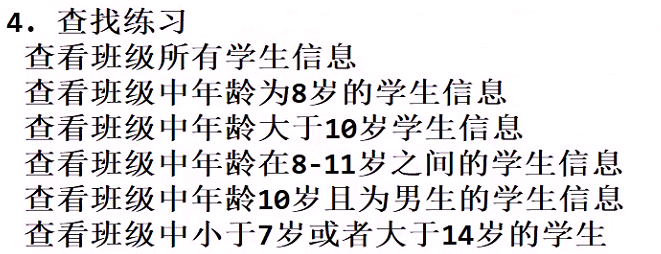 4. 查找练习
查看班级所有学生信息
查看班级中年龄为8岁的学生信息
查看班级中年龄大于10岁学生信息
查看班级中年龄在8-11岁之间的学生信息
查看班级中年龄10岁且为男生的学生信息
查看班级中小于7岁或者大于14岁的学生